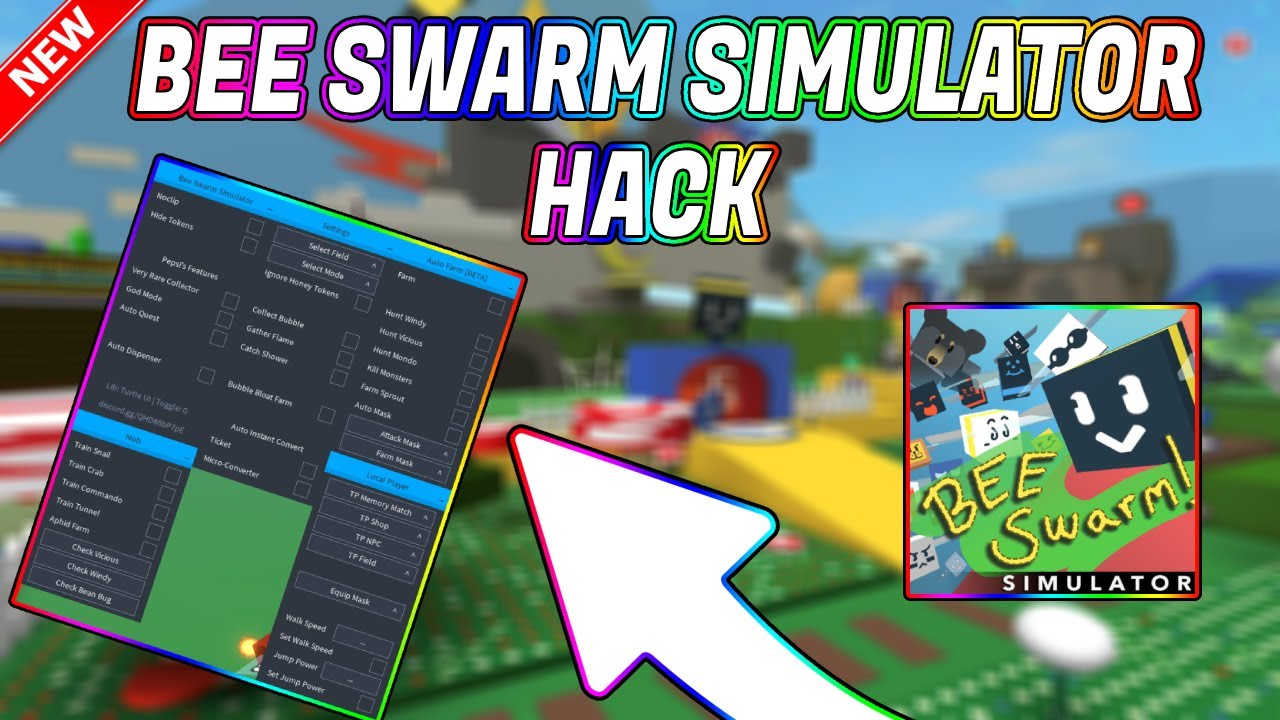 NEW
BEE SWARM SIMULATOR
HACK
Bee Swarm Simulator
Noclip
Hide Tokens
Pepsi's Features
Very Rare Collector
God Mode
Auto Quest
Auto Dispenser
Lib: Turtle UI | Toggle: G
discord.gg/QHD88bP7pE
Mob
Train Snail
Train Crab
Train Commando
Train Tunnel
Aphid Farm
Check Vicious
Check Windy
Check Bean Bug
Settings
Select Field
Select Mode
Ignore Honey Tokens
Collect Bubble
Gather Flame
Catch Shower
Bubble Bloat Farm
Auto Instant Convert
Ticket
Micro-Converter
Auto Farm [BETA]
Farm
Hunt Windy
Hunt Vicious
Hunt Mondo
Kill Monsters
Farm Sprout
Auto Mask
Attack Mask
Farm Mask
Local Player
TP Memory Match
TP Shop
TP NPC
TP Field
Equip Mask
Walk Speed
...
Set Walk Speed
Jump Power
...
Set Jump Power
BEE
Swarm!
SIMULATOR